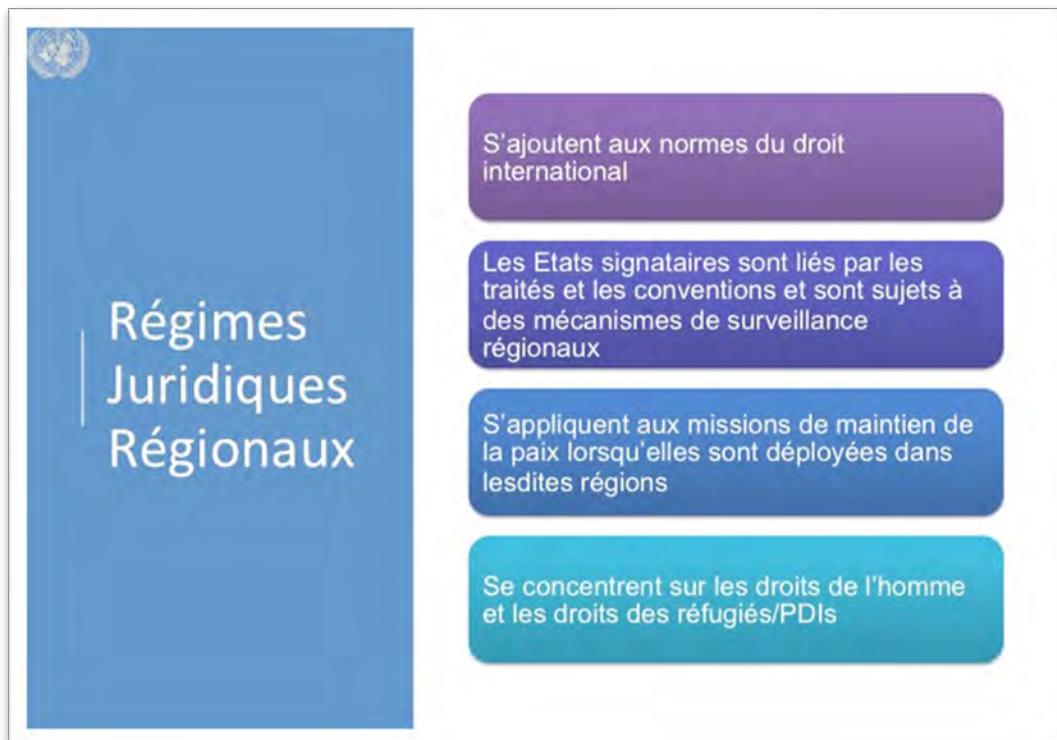 Régimes
Juridiques
Régionaux
S'ajoutent aux normes du droit
international
Les Etats signataires sont liés par les
traités et les conventions et sont sujets à
des mécanismes de surveillance
régionaux
S'appliquent aux missions de maintien de
la paix lorsqu'elles sont déployées dans
lesdites régions
Se concentrent sur les droits de l'homme
et les droits des réfugiés/PDIs